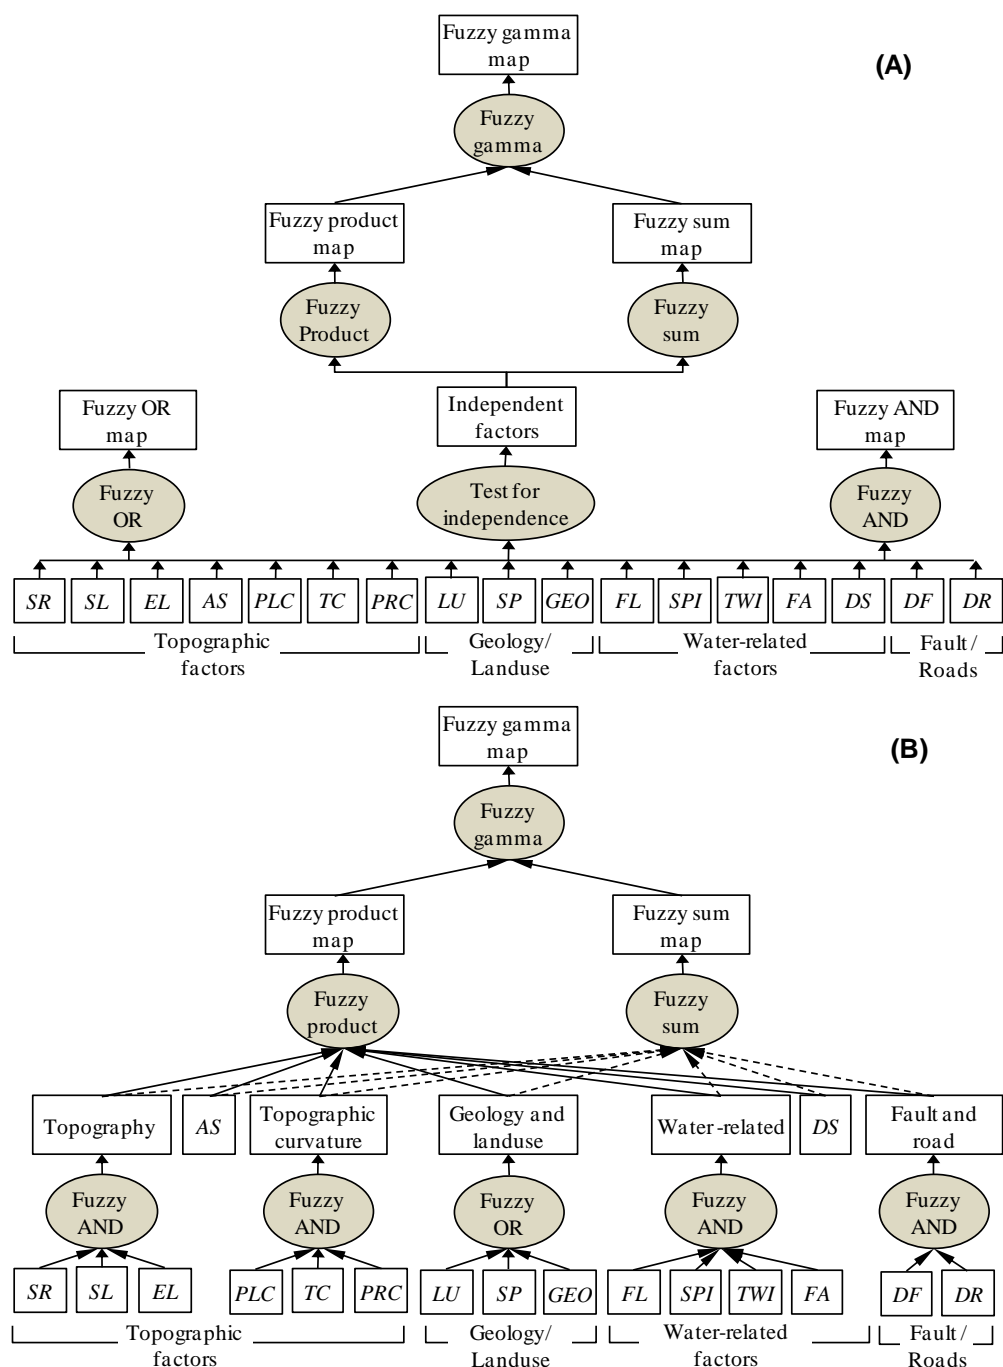 Fuzzy gamma
map
(A)
Fuzzy
gamma
Fuzzy product
map
Fuzzy sum
map
Fuzzy
Product
Fuzzy
sum
Fuzzy OR
map
Independent
factors
Fuzzy AND
map
Fuzzy
OR
Test for
independence
Fuzzy
AND
SR SL EL AS PLC TC PRC LU SP GEO FL SPI TWI FA DS DF DR
Topographic
factors
Geology/
Landuse
Water-related
factors
Fault/
Roads
Fuzzy gamma
map
(B)
Fuzzy
gamma
Fuzzy product
map
Fuzzy sum
map
Fuzzy
product
Fuzzy
sum
Topography
AS
Topographic
curvature
Geology and
landuse
Water-related
DS
Fault and
road
Fuzzy
AND
Fuzzy
AND
Fuzzy
OR
Fuzzy
AND
Fuzzy
AND
SR SL EL PLC TC PRC LU SP GEO FL SPI TWI FA DF DR
Topographic
factors
Geology/
Landuse
Water-related
factors
Fault/
Roads